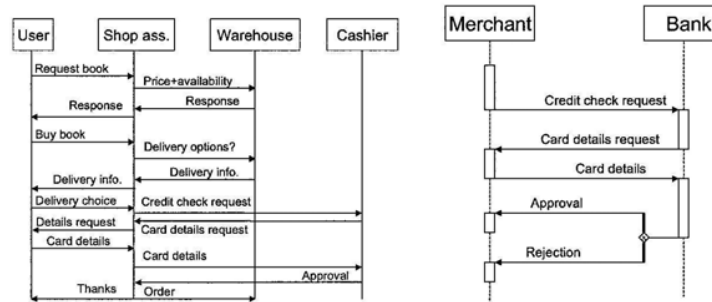 User
Shop ass.
Warehouse
Cashier
Request book
Price+availability
Response
Response
Buy book
Delivery options?
Delivery info.
Delivery info.
Delivery choice
Credit check request
Details request
Card details request
Card details
Card details
Approval
Thanks
Order
Merchant
Bank
Credit check request
Card details request
Card details
Approval
Rejection